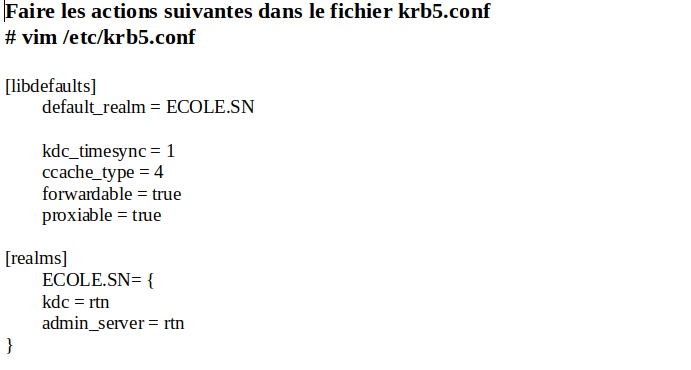 Faire les actions suivantes dans le fichier krb5.conf
# vim /etc/krb5.conf
[libdefaults]
default_realm = ECOLE.SN
kdc_timesync = 1
ccache_type = 4
forwardable = true
proxiable = true
[realms]
ECOLE.SN= {
kdc = rtn
admin_server = rtn
}